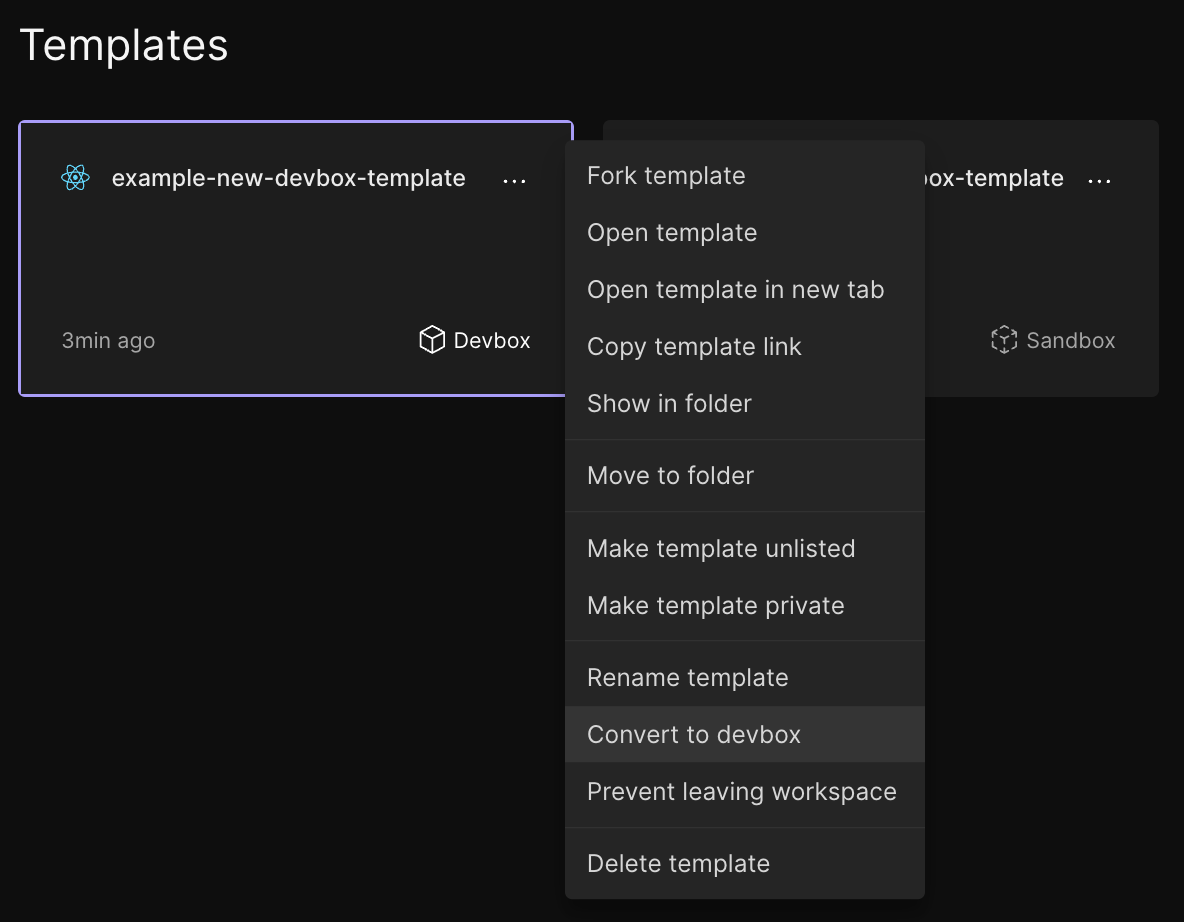 Templates
example-new-devbox-template ...
3min ago
Devbox
box-template ...
Sandbox
Fork template
Open template
Open template in new tab
Copy template link
Show in folder
Move to folder
Make template unlisted
Make template private
Rename template
Convert to devbox
Prevent leaving workspace
Delete template